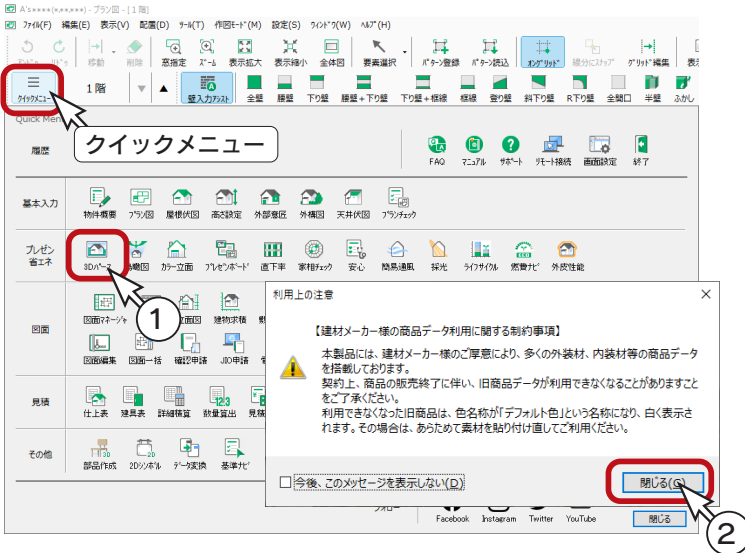 A's****(*,**,***) - プラン図 - [1 階]
ファイル(F) 編集(E) 表示(V) 配置(D) ツール(T) 作図モード(M) 設定(S) ウィンドウ(W) ヘルプ(H)
移動 削除 窓指定 ズーム 表示拡大 表示縮小 全体図 要素選択 パターン登録 パターン読込 オングリッド 線分にスナップ グリッド編集
クイックメニュー 1 階 壁入力アシスト 全壁 腰壁 下り壁 腰壁+下り壁 下り壁+框線 框線 登り壁 斜下り壁 R下り壁 全開口 半壁 ふかし
Quick Men
クイックメニュー
履歴 FAQ マニュアル サポート リモート接続 画面設定 終了
基本入力 物件概要 プラン図 屋根伏図 高さ設定 外部意匠 外構図 天井伏図 プランチェック
プレゼン
省エネ
3Dパース 鳥瞰図 カラー立面 プレゼンボード 直下率 家相チェック 安心 簡易通風 採光 ライフサイクル 燃費ナビ 外皮性能
1
図面 図面マネージャ 立面図 建物求積
図面編集 図面一括 確認申請 JIO申請
見積 仕上表 建具表 詳細積算 数量算出 見積
その他 部品作成 2Dシンボル データ変換 基準ナビ
利用上の注意
【建材メーカー様の商品データ利用に関する制約事項】
本製品には、建材メーカー様のご厚意により、多くの外装材、内装材等の商品データ
を搭載しております。
契約上、商品の販売終了に伴い、旧商品データが利用できなくなることがありますこと
をご了承ください。
利用できなくなった旧商品は、色名称が「デフォルト色」という名称になり、白く表示さ
れます。その場合は、あらためて素材を貼り付け直してご利用ください。
今後、このメッセージを表示しない(D)
閉じる(C)
2
フォロー
Facebook Instagram Twitter YouTube 閉じる